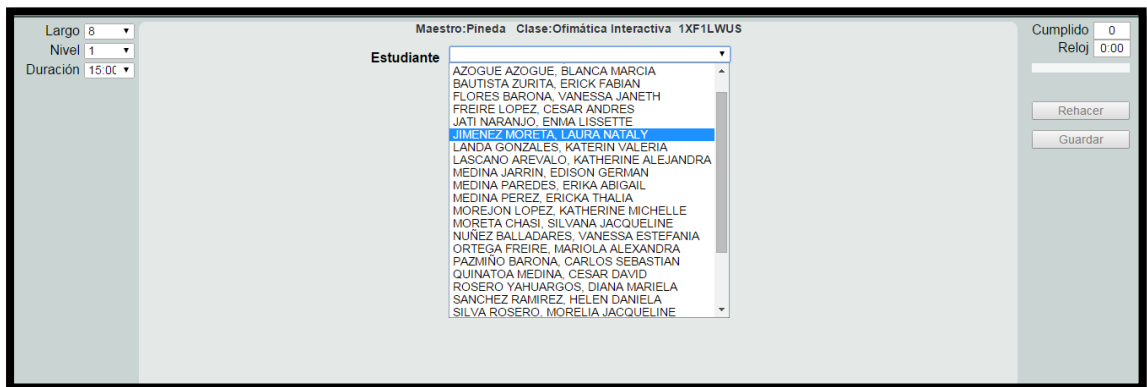 Largo 8
Nivel 1
Duración 15:00
Maestro:Pineda Clase:Ofimática Interactiva 1XF1LWUS
Estudiante
AZOGUE AZOGUE, BLANCA MARCIA
BAUTISTA ZURITA, ERICK FABIAN
FLORES BARONA, VANESSA JANETH
FREIRE LOPEZ, CESAR ANDRES
JATI NARANJO, ENMA LISSETTE
JIMENEZ MORETA, LAURA NATALY
LANDA GONZALES, KATERIN VALERIA
LASCANO AREVALO, KATHERINE ALEJANDRA
MEDINA JARRIN, EDISON GERMAN
MEDINA PAREDES, ERIKA ABIGAIL
MEDINA PEREZ, ERICKA THALIA
MOREJON LOPEZ, KATHERINE MICHELLE
MORETA CHASI, SILVANA JACQUELINE
NUÑEZ BALLADARES, VANESSA ESTEFANIA
ORTEGA FREIRE, MARIOLA ALEXANDRA
PAZMIÑO BARONA, CARLOS SEBASTIAN
QUINATOA MEDINA, CESAR DAVID
ROSERO YAHUARGOS, DIANA MARIELA
SANCHEZ RAMIREZ, HELEN DANIELA
SILVA ROSERO, MORELIA JACQUELINE
Cumplido 0
Reloj 0:00
Rehacer
Guardar